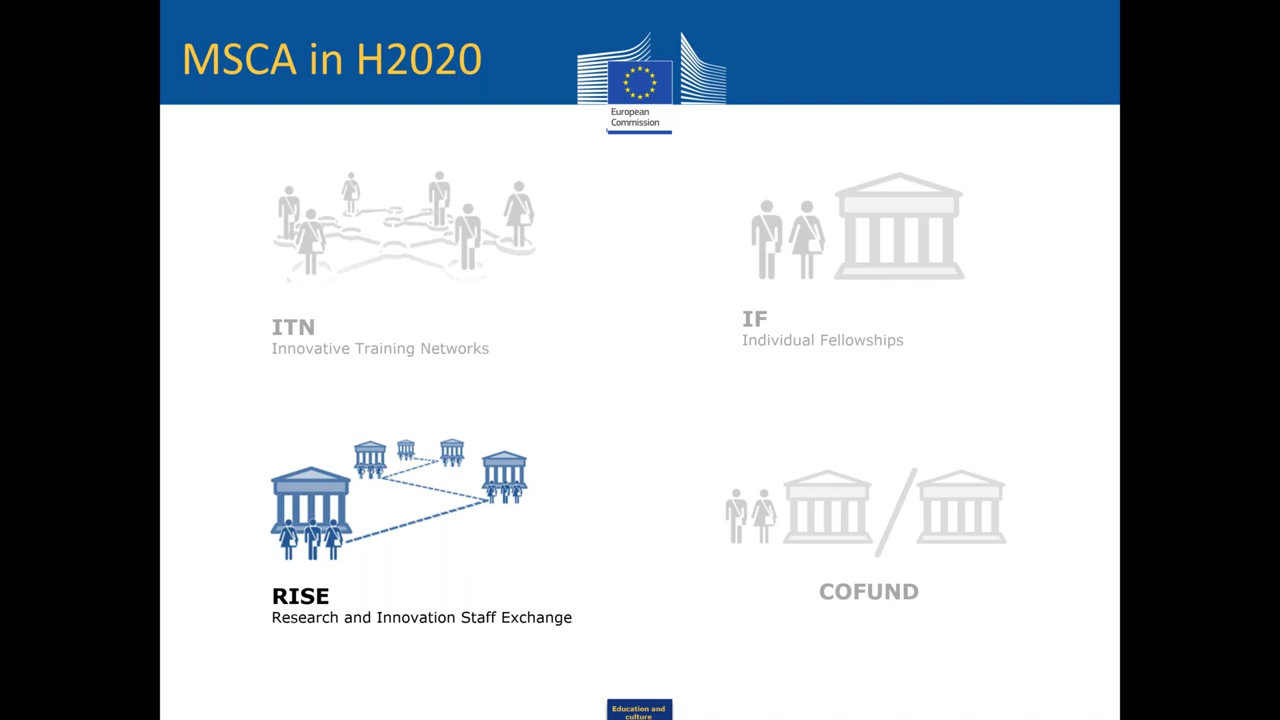 MSCA in H2020
European
Commission
ITN
Innovative Training Networks
IF
Individual Fellowships
RISE
Research and Innovation Staff Exchange
COFUND
Education and
culture